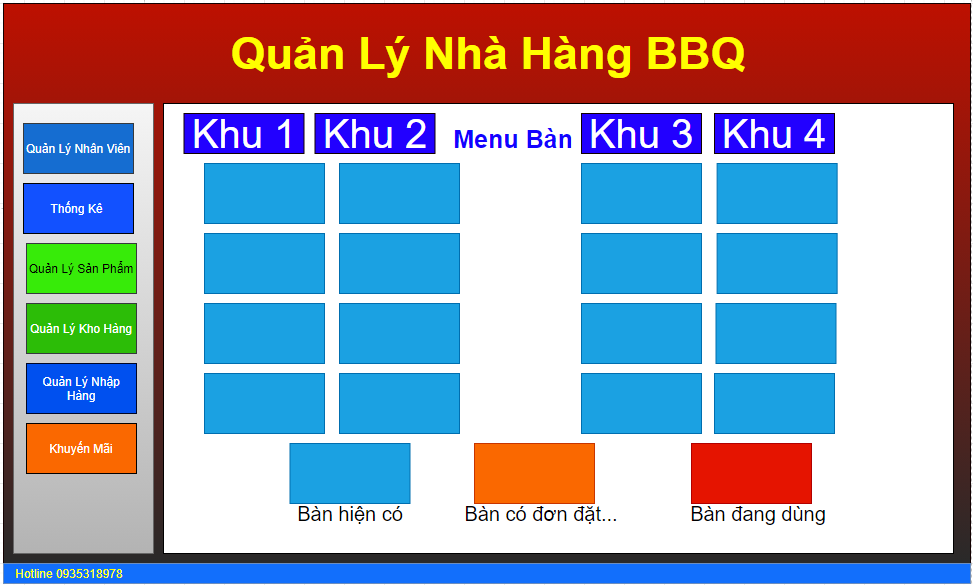 Quản Lý Nhà Hàng BBQ
Quản Lý Nhân Viên
Thống Kê
Quản Lý Sản Phẩm
Quản Lý Kho Hàng
Quản Lý Nhập
Hàng
Khuyến Mãi
Khu 1
Khu 2
Menu Bàn
Khu 3
Khu 4
Bàn hiện có
Bàn có đơn đặt...
Bàn đang dùng
Hotline 0935318978